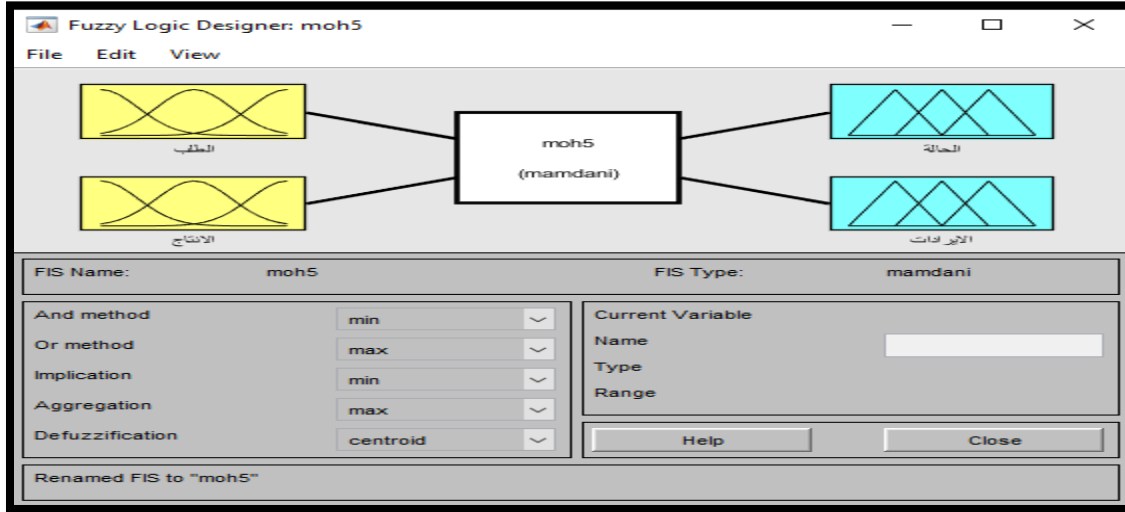 Fuzzy Logic Designer: moh5
File Edit View
الطلب
الانتاج
moh5
(mamdani)
الحالة
الايرادات
FIS Name: moh5 FIS Type: mamdani
And method min
Or method max
Implication min
Aggregation max
Defuzzification centroid
Current Variable
Name
Type
Range
Help Close
Renamed FIS to "moh5"